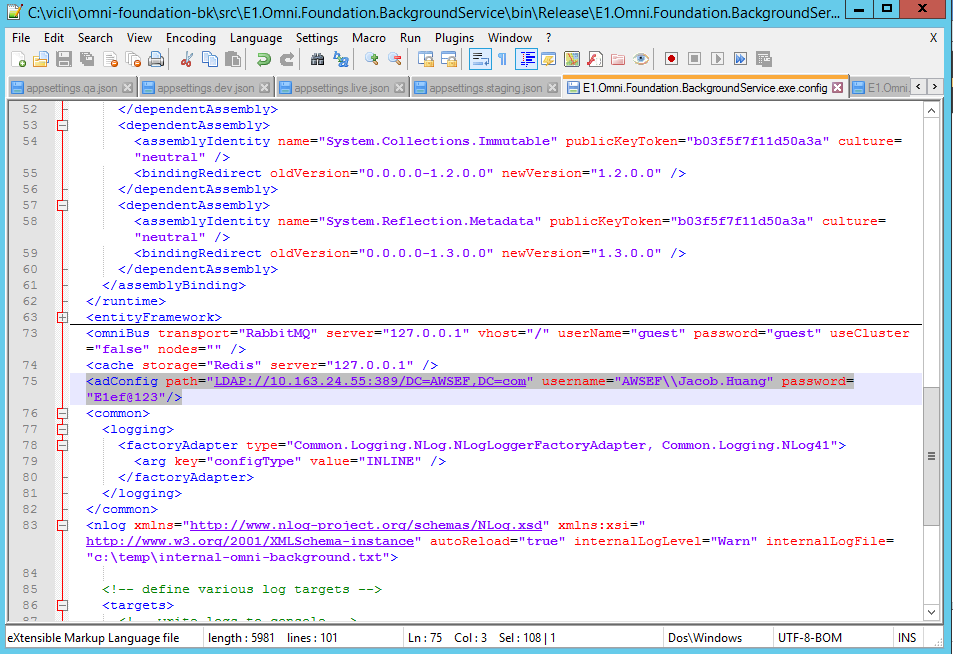 C:\vicli\omni-foundation-bk\src\E1.Omni.Foundation.BackgroundService\bin\Release\E1.Omni.Foundation.BackgroundSer...
File Edit Search View Encoding Language Settings Macro Run Plugins Window ? X
appsettings.qa.json appsettings.dev.json appsettings.live.json appsettings.staging.json E1.Omni.Foundation.BackgroundService.exe.config E1.Omni.
52 </dependentAssembly>
53 <dependentAssembly>
54 <assemblyIdentity name="System.Collections.Immutable" publicKeyToken="b03f5f7f11d50a3a" culture=
"neutral" />
55 <bindingRedirect oldVersion="0.0.0.0-1.2.0.0" newVersion="1.2.0.0" />
56 </dependentAssembly>
57 <dependentAssembly>
58 <assemblyIdentity name="System.Reflection.Metadata" publicKeyToken="b03f5f7f11d50a3a" culture=
"neutral" />
59 <bindingRedirect oldVersion="0.0.0.0-1.3.0.0" newVersion="1.3.0.0" />
60 </dependentAssembly>
61 </assemblyBinding>
62 </runtime>
63 <entityFramework>
73 <omniBus transport="RabbitMQ" server="127.0.0.1" vhost="/" userName="guest" password="guest" useCluster
="false" nodes="" />
74 <cache storage="Redis" server="127.0.0.1" />
75 <adConfig path="LDAP://10.163.24.55:389/DC=AWSEF,DC=com" username="AWSEF\\Jacob.Huang" password=
"E1ef@123"/>
76 <common>
77 <logging>
78 <factoryAdapter type="Common.Logging.NLog.NLogLoggerFactoryAdapter, Common.Logging.NLog41">
79 <arg key="configType" value="INLINE" />
80 </factoryAdapter>
81 </logging>
82 </common>
83 <nlog xmlns="http://www.nlog-project.org/schemas/NLog.xsd" xmlns:xsi="
http://www.w3.org/2001/XMLSchema-instance" autoReload="true" internalLogLevel="Warn" internalLogFile=
"c:\temp\internal-omni-background.txt">
84
85 <!-- define various log targets -->
86 <targets>
87 <!-- write logs to console -->
eXtensible Markup Language file length : 5981 lines : 101 Ln : 75 Col : 3 Sel : 108 | 1 Dos\Windows UTF-8-BOM INS